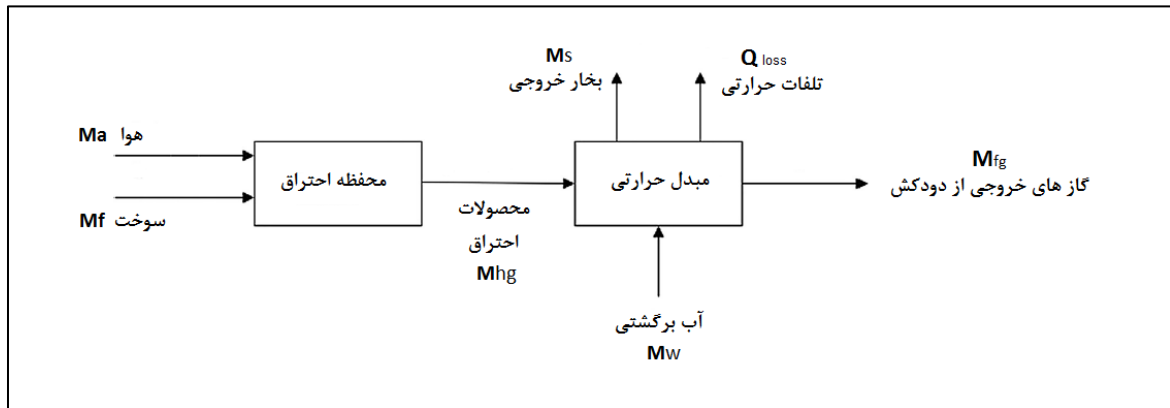 Ms
بخار خروجی
Q loss
تلفات حرارتی
Ma هوا
Mf سوخت
محفظه احتراق
محصولات
احتراق
Mhg
مبدل حرارتی
Mfg
گاز های خروجی از دودکش
آب برگشتی
Mw